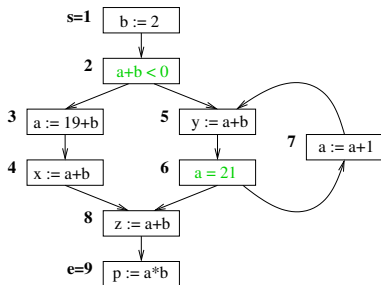 s=1 b := 2
2 a+b < 0
3 a := 19+b
5 y := a+b
7 a := a+1
4 x := a+b
6 a = 21
8 z := a+b
e=9 p := a*b